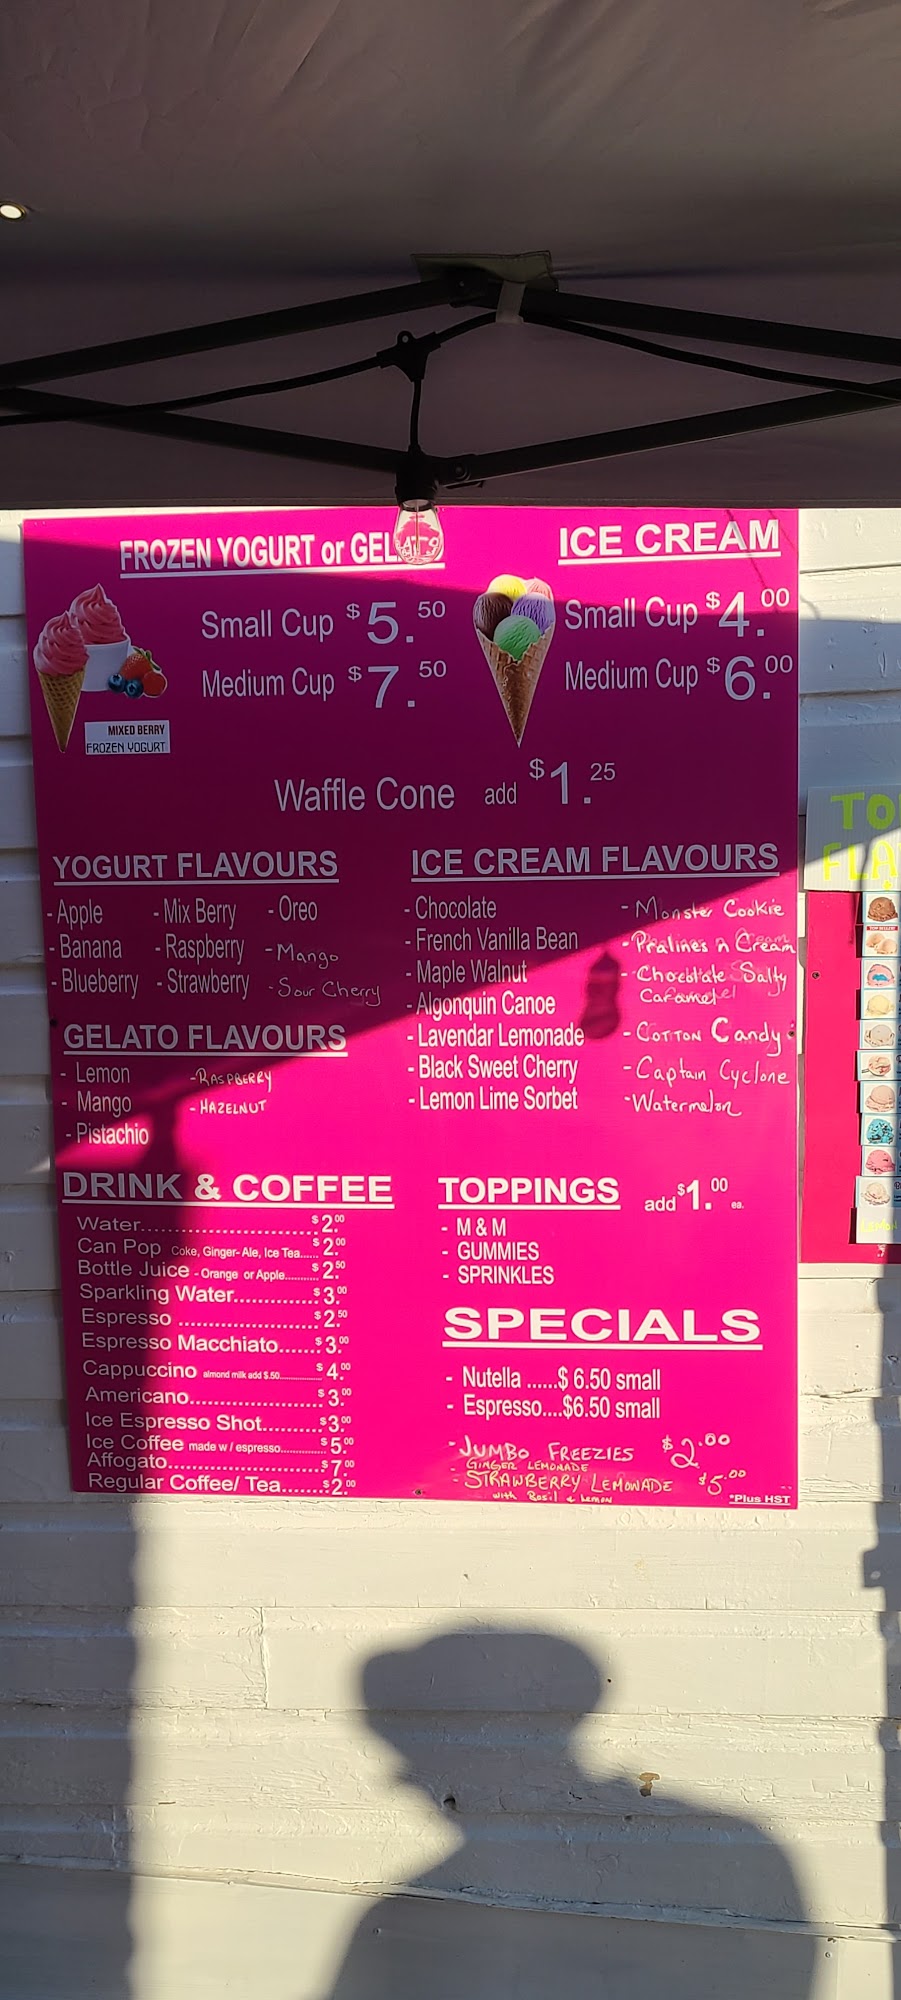 FROZEN YOGURT or GEL
Small Cup $5.50
Medium Cup $7.50
MIXED BERRY
FROZEN YOGURT
ICE CREAM
Small Cup $4.00
Medium Cup $6.00
Waffle Cone add $1.25
YOGURT FLAVOURS
- Apple
- Banana
- Blueberry
- Mix Berry
- Raspberry
- Strawberry
- Oreo
- Mango
- Sour Cherry
GELATO FLAVOURS
- Lemon
- Mango
- Pistachio
- RASPBERRY
- HAZELNUT
ICE CREAM FLAVOURS
- Chocolate
- French Vanilla Bean
- Maple Walnut
- Algonquin Canoe
- Lavendar Lemonade
- Black Sweet Cherry
- Lemon Lime Sorbet
- Monster Cookie
- Pralines n Cream
- Chocolate Salty
Caramel
- COTTON Candy
- Captain Cyclone
- Watermelon
DRINK & COFFEE
Water.............................. $2.00
Can Pop Coke, Ginger- Ale, Ice Tea...... $2.00
Bottle Juice - Orange or Apple........... $2.50
Sparkling Water.............. $3.00
Espresso ........................ $2.50
Espresso Macchiato....... $3.00
Cappuccino almond milk add $.50............... $4.00
Americano...................... $3.00
Ice Espresso Shot......... $3.00
Ice Coffee made w / espresso.............. $5.00
Affogato.......................... $7.00
Regular Coffee/ Tea....... $2.00
TOPPINGS add $1.00 ea.
- M & M
- GUMMIES
- SPRINKLES
SPECIALS
- Nutella ......$ 6.50 small
- Espresso....$6.50 small
- JUMBO FREEZIES $2.00
GINGER LEMONADE
- STRAWBERRY LEMONADE $5.00
with Basil & Lemon
*Plus HST
TO
FLA
LEMON